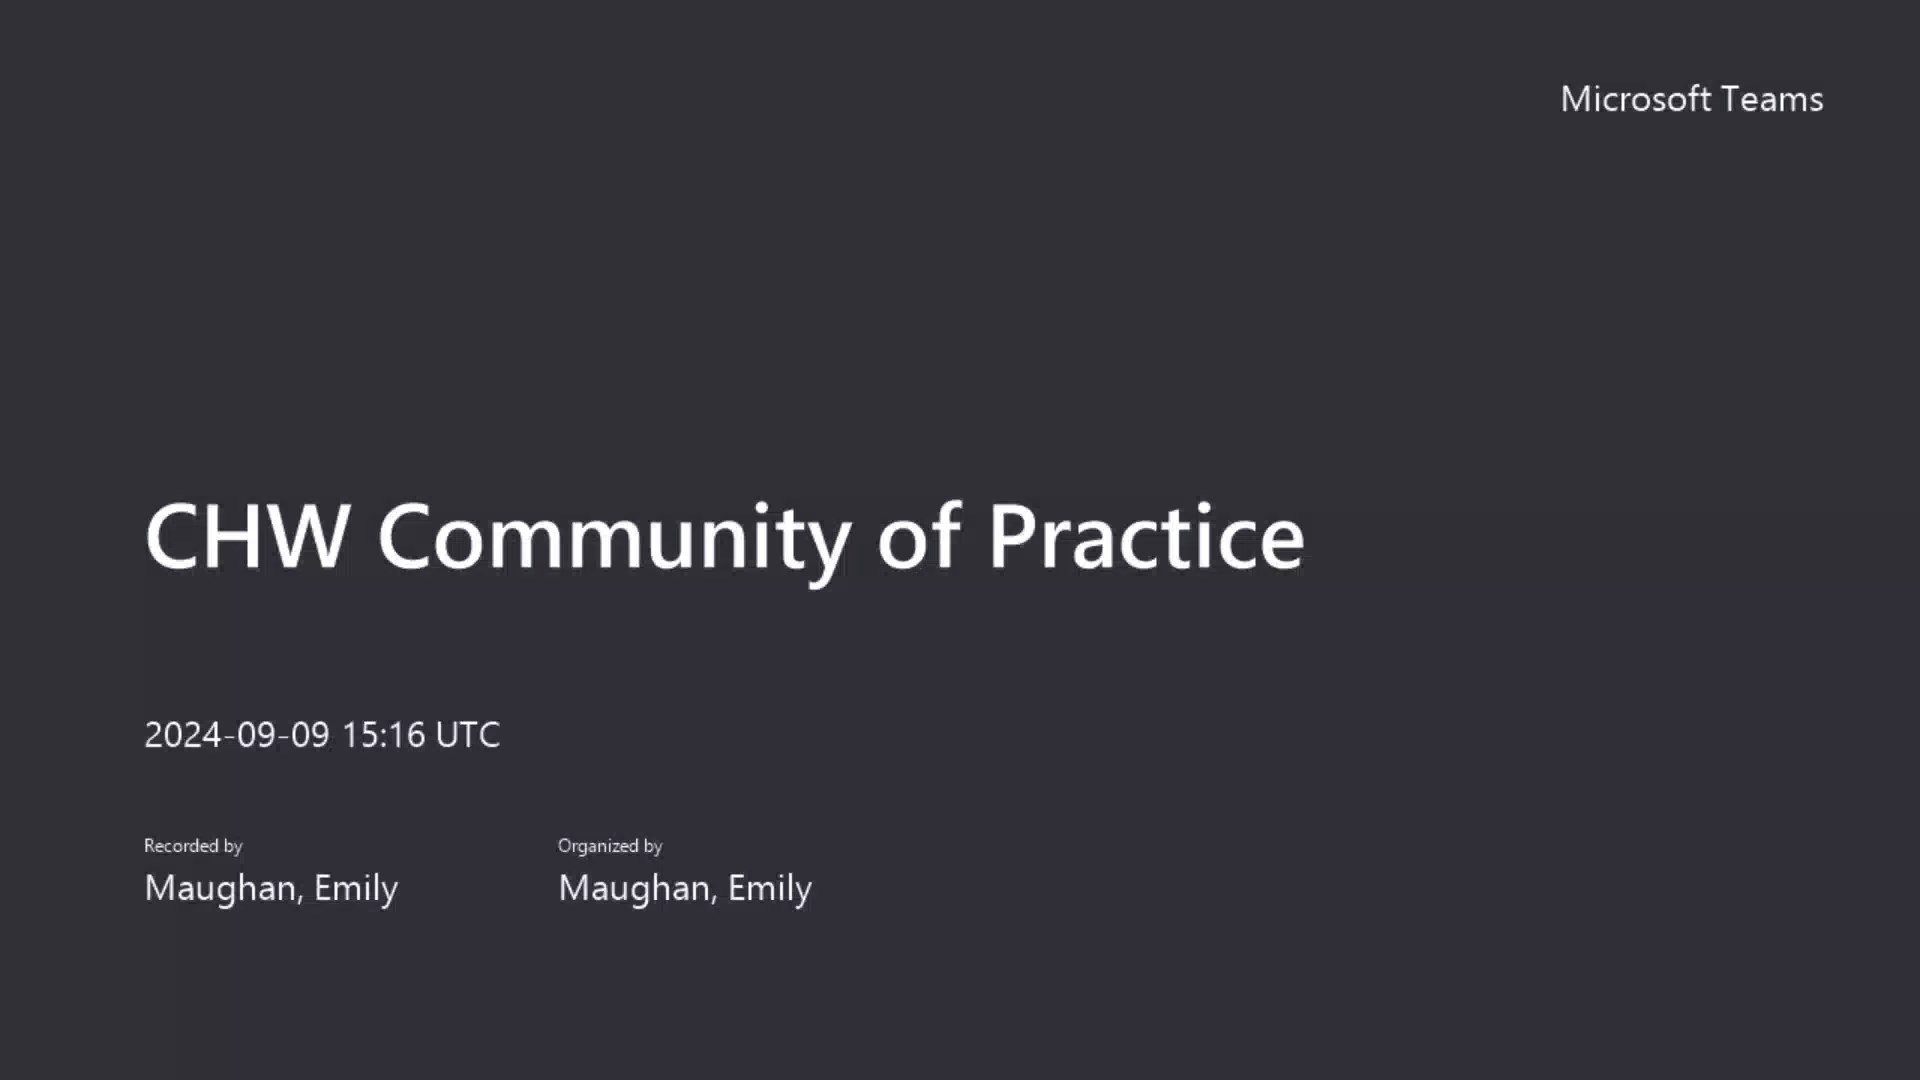 Microsoft Teams
CHW Community of Practice
2024-09-09 15:16 UTC
Recorded by
Organized by
Maughan, Emily
Maughan, Emily